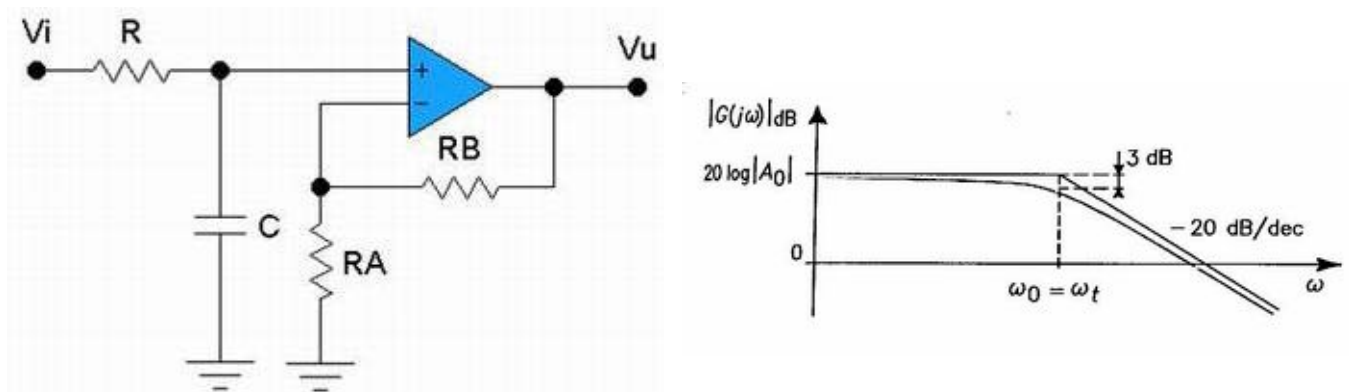 Vi
R
Vu
+
−
RB
C
RA
|G(jω)|dB
3 dB
20 log|A₀|
−20 dB/dec
0
ω₀ = ωₜ
ω